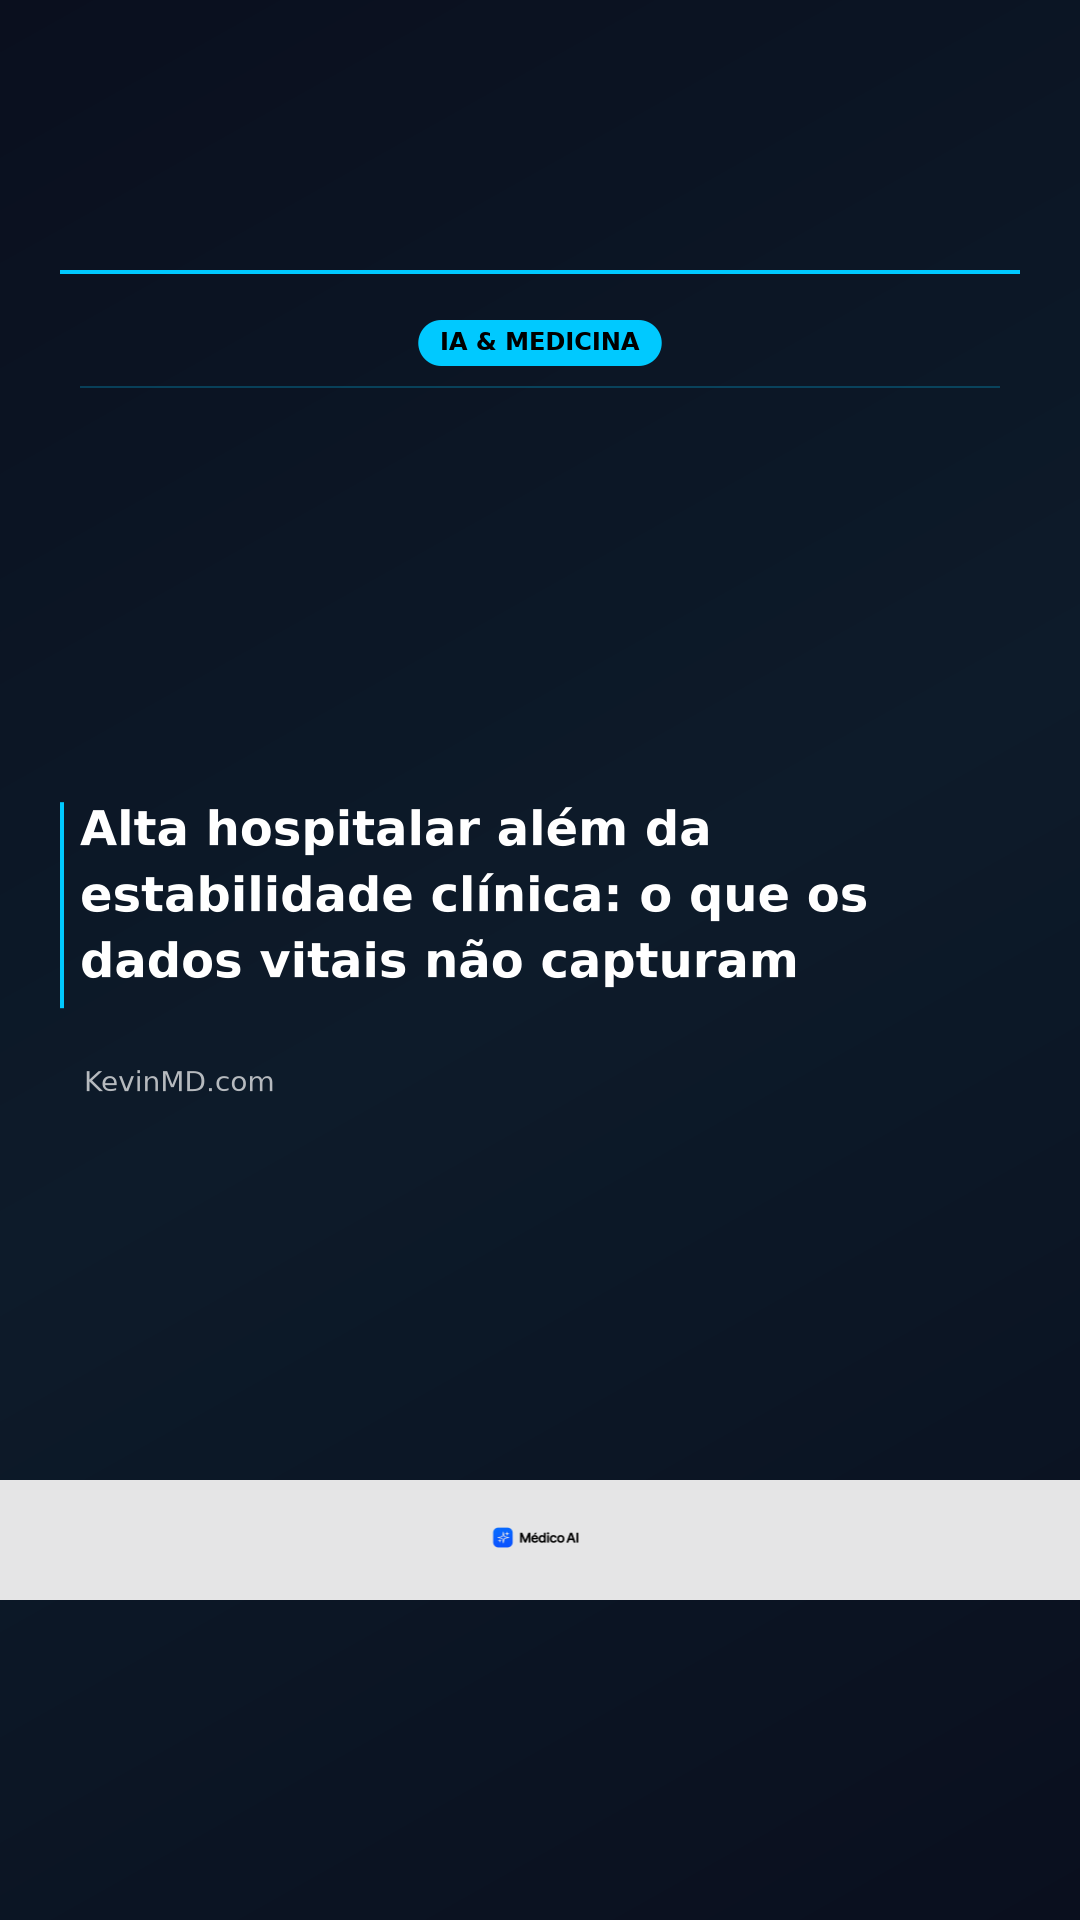 IA & MEDICINA
Alta hospitalar além da
estabilidade clínica: o que os
dados vitais não capturam
KevinMD.com
Médico AI